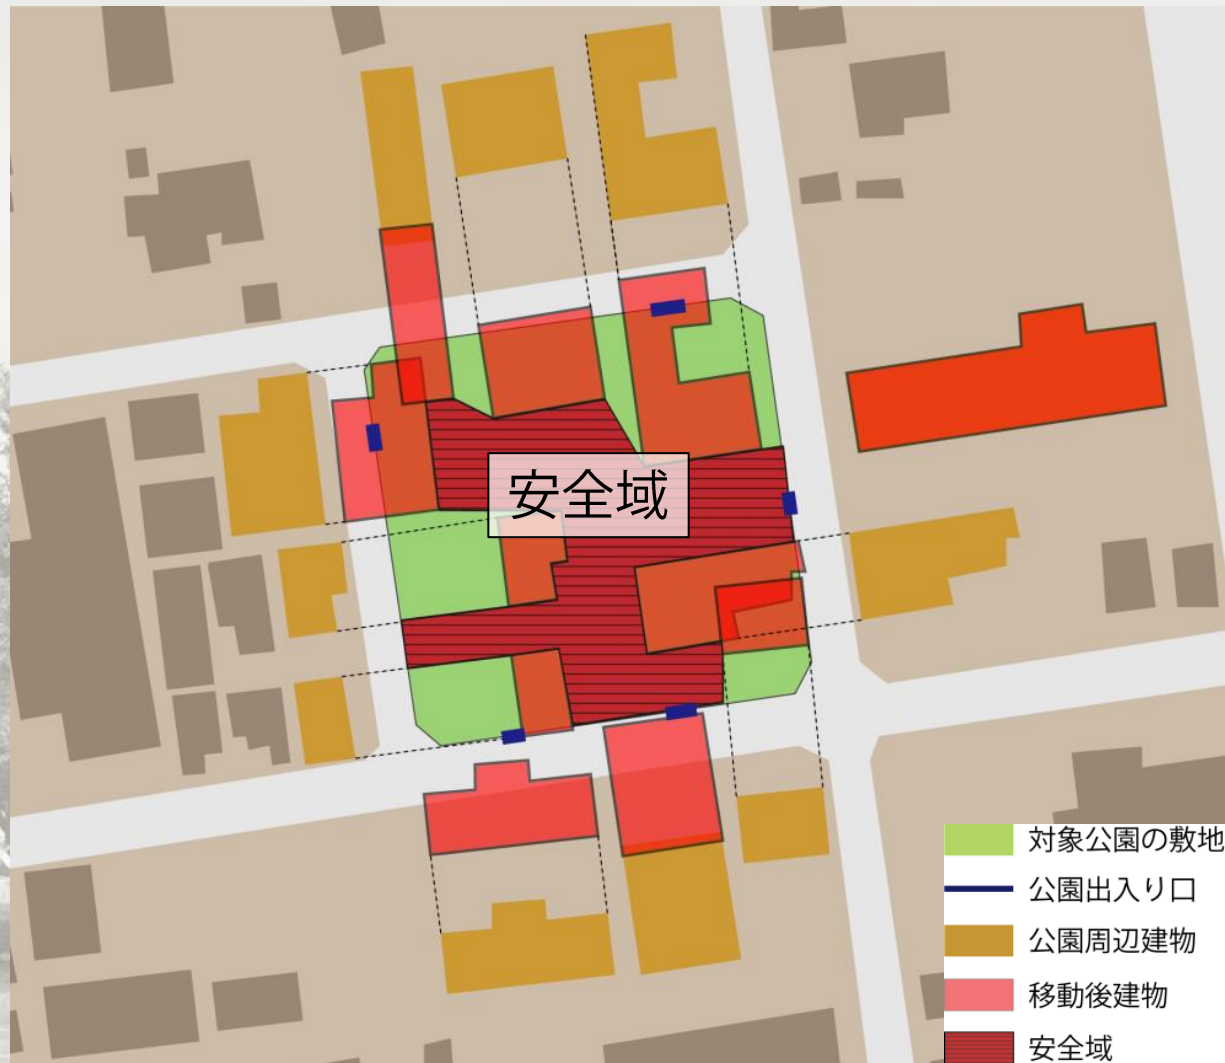 安全域
対象公園の敷地
公園出入り口
公園周辺建物
移動後建物
安全域